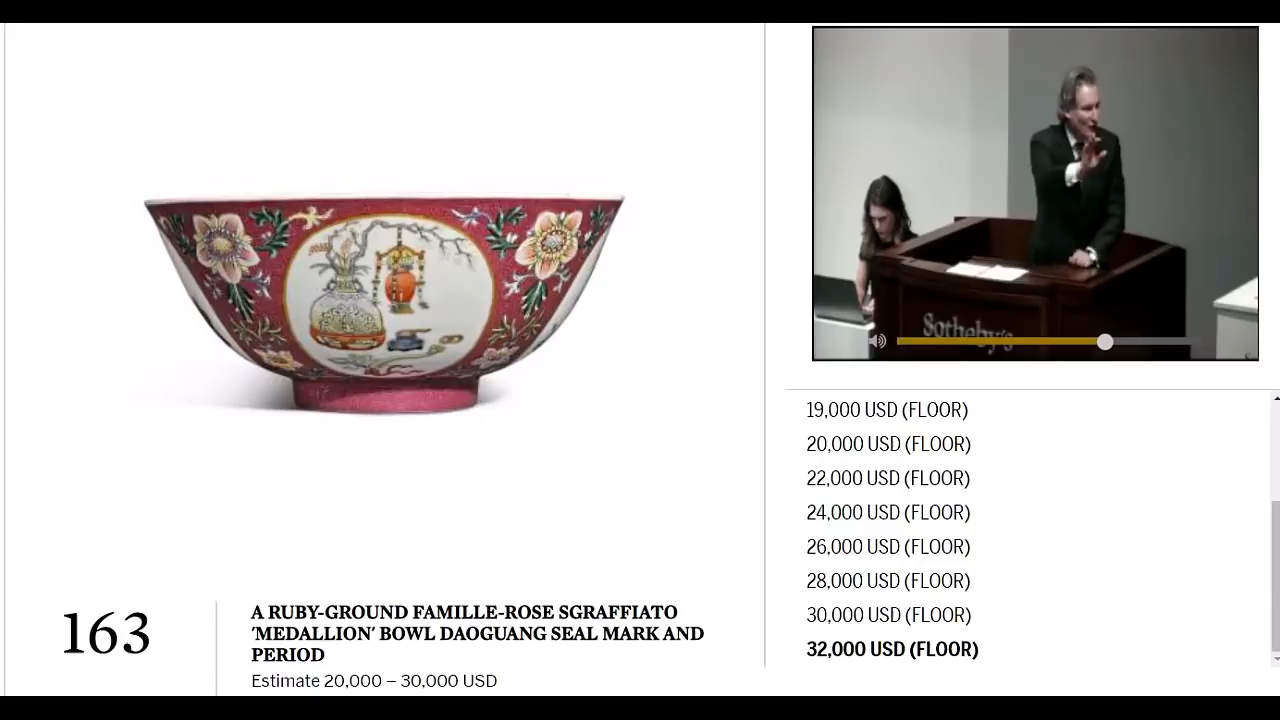 163
A RUBY-GROUND FAMILLE-ROSE SGRAFFIATO
'MEDALLION' BOWL DAOGUANG SEAL MARK AND
PERIOD
Estimate 20,000 – 30,000 USD
Sotheby's
19,000 USD (FLOOR)
20,000 USD (FLOOR)
22,000 USD (FLOOR)
24,000 USD (FLOOR)
26,000 USD (FLOOR)
28,000 USD (FLOOR)
30,000 USD (FLOOR)
32,000 USD (FLOOR)